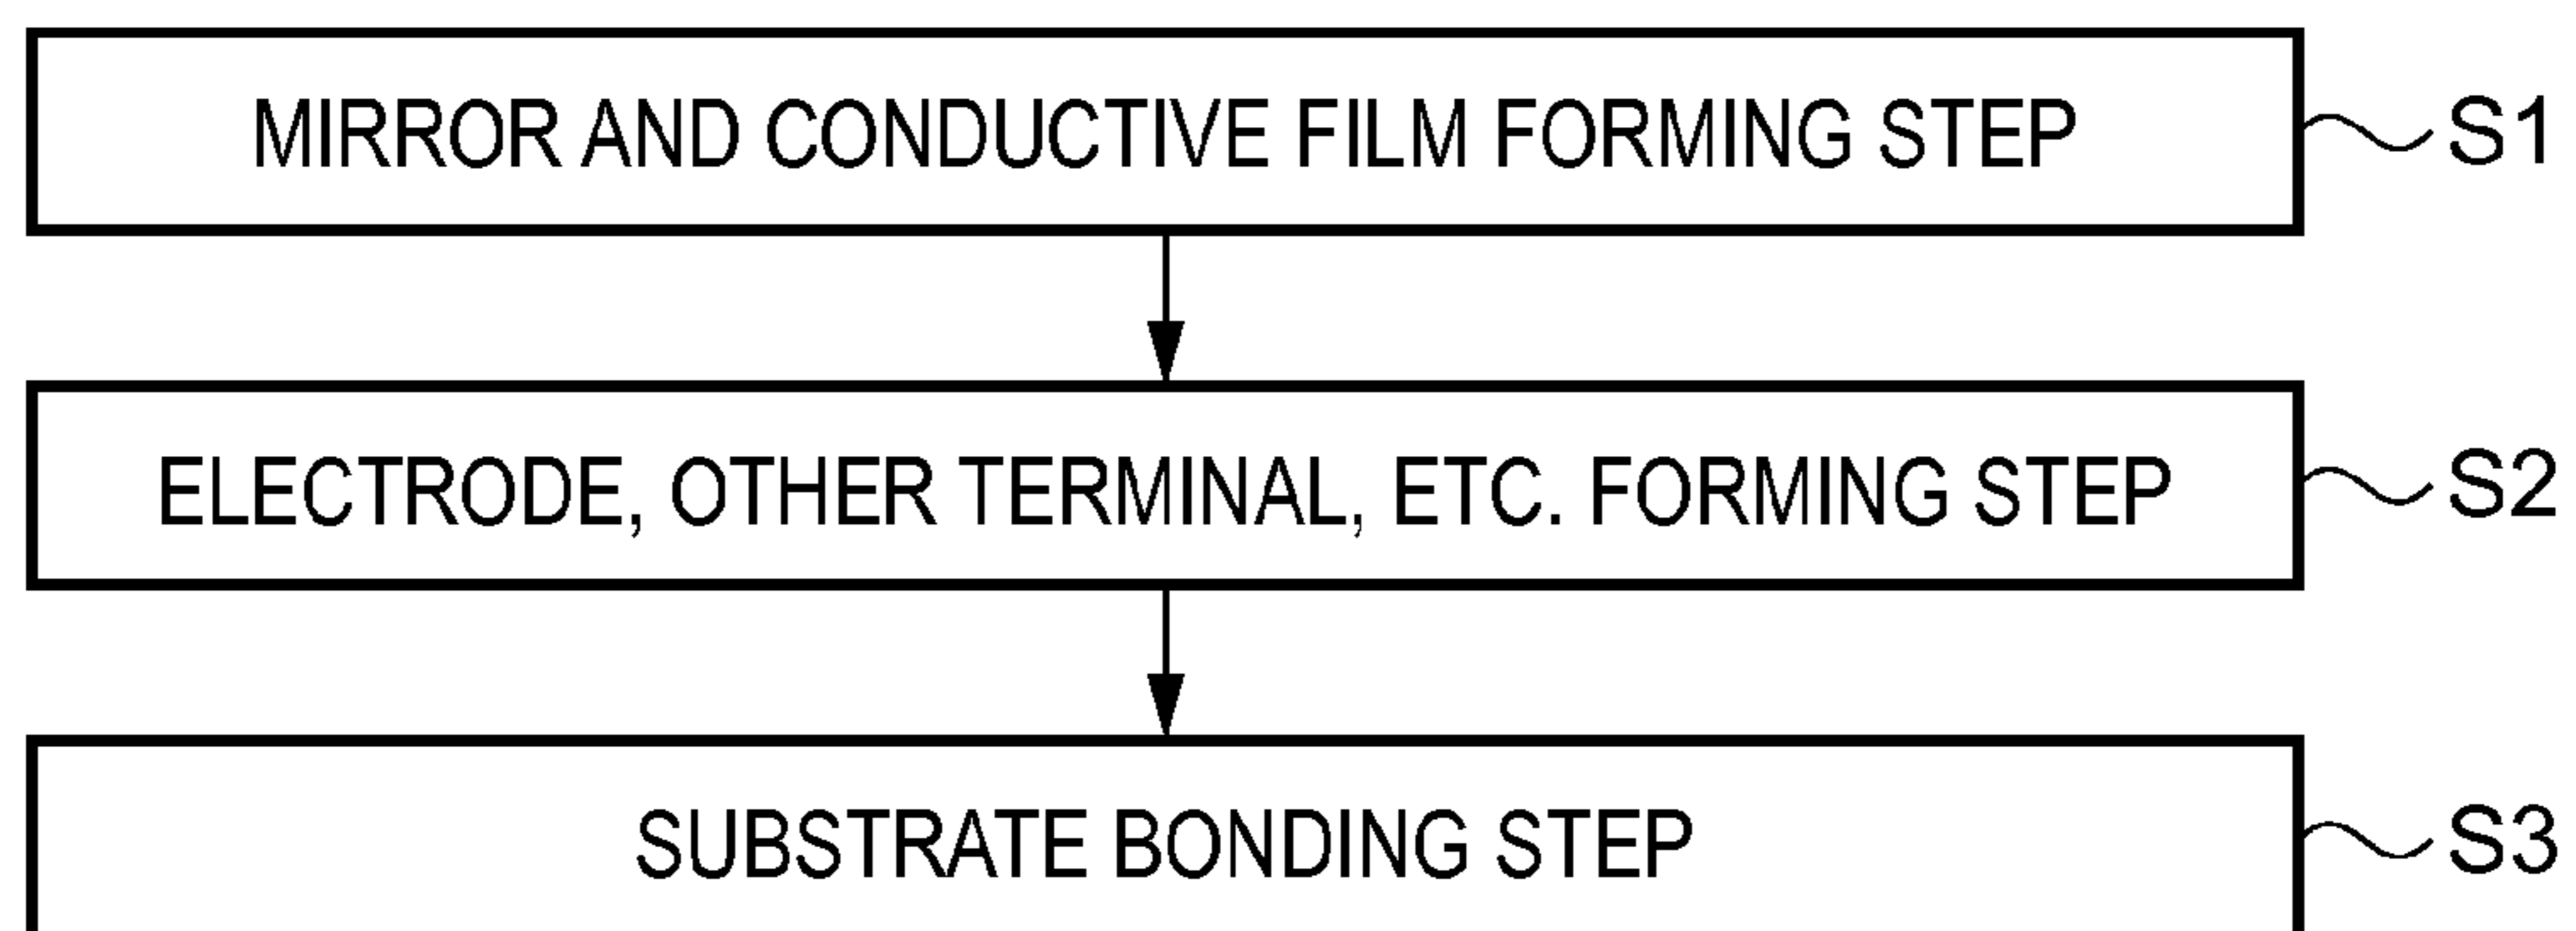 MIRROR AND CONDUCTIVE FILM FORMING STEP S1
ELECTRODE, OTHER TERMINAL, ETC. FORMING STEP S2
SUBSTRATE BONDING STEP S3